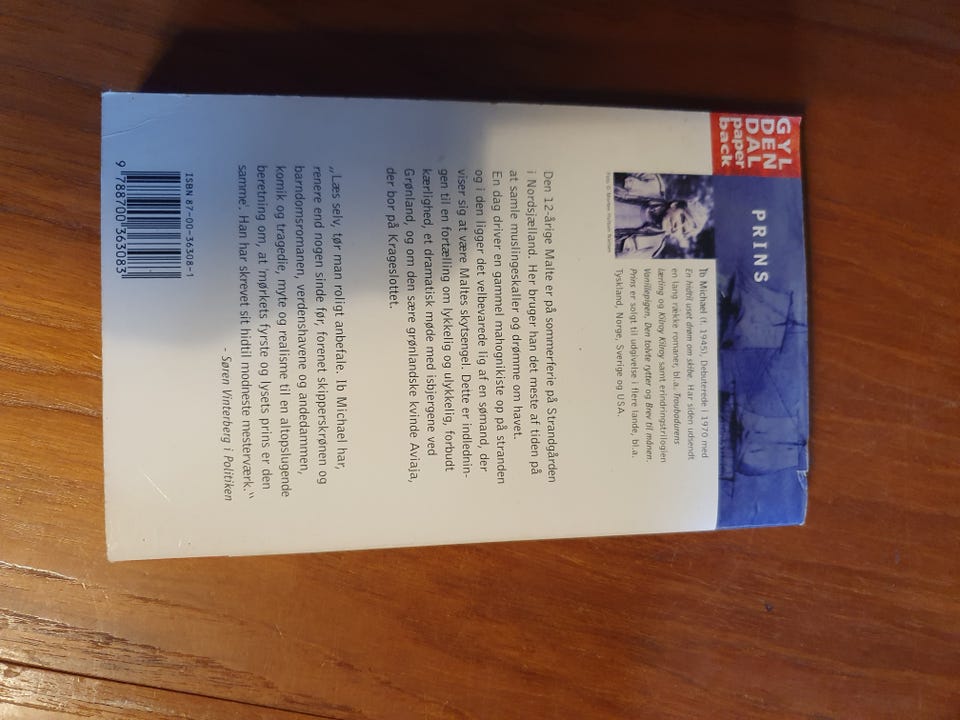 GYL
DEN
DAL
paper
back
PRINS
Ib Michael (f. 1945), Debuterede i 1970 med
En hidtil uset drøm om skibe. Har siden udsendt
en lang række romaner, bl.a. Troubadurens
lærling og Kilroy Kilroy samt erindringstrilogien
Vanillepigen, Den tolvte rytter og Brev til månen.
Prins er solgt til udgivelse i flere lande, bl.a.
Tyskland, Norge, Sverige og USA.
Den 12-årige Malte er på sommerferie på Strandgården
i Nordsjælland. Her bruger han det meste af tiden på
at samle muslingeskaller og drømme om havet.
En dag driver en gammel mahognikiste op på stranden
og i den ligger det velbevarede lig af en sømand, der
viser sig at være Maltes skytsengel. Dette er indlednin-
gen til en fortælling om lykkelig og ulykkelig, forbudt
kærlighed, et dramatisk møde med isbjergene ved
Grønland, og om den sære grønlandske kvinde Aviaja,
der bor på Krageslottet.
„Læs selv, tør man roligt anbefale. Ib Michael har,
renere end nogen sinde før, forenet skipperskrønen og
barndomsromanen, verdenshavene og andedammen,
komik og tragedie, myte og realisme til en altopslugende
beretning om, at 'mørkets fyrste og lysets prins er den
samme'. Han har skrevet sit hidtil modneste mesterværk."
- Søren Vinterberg i Politiken
ISBN 87-00-36308-1
9 788700 363083